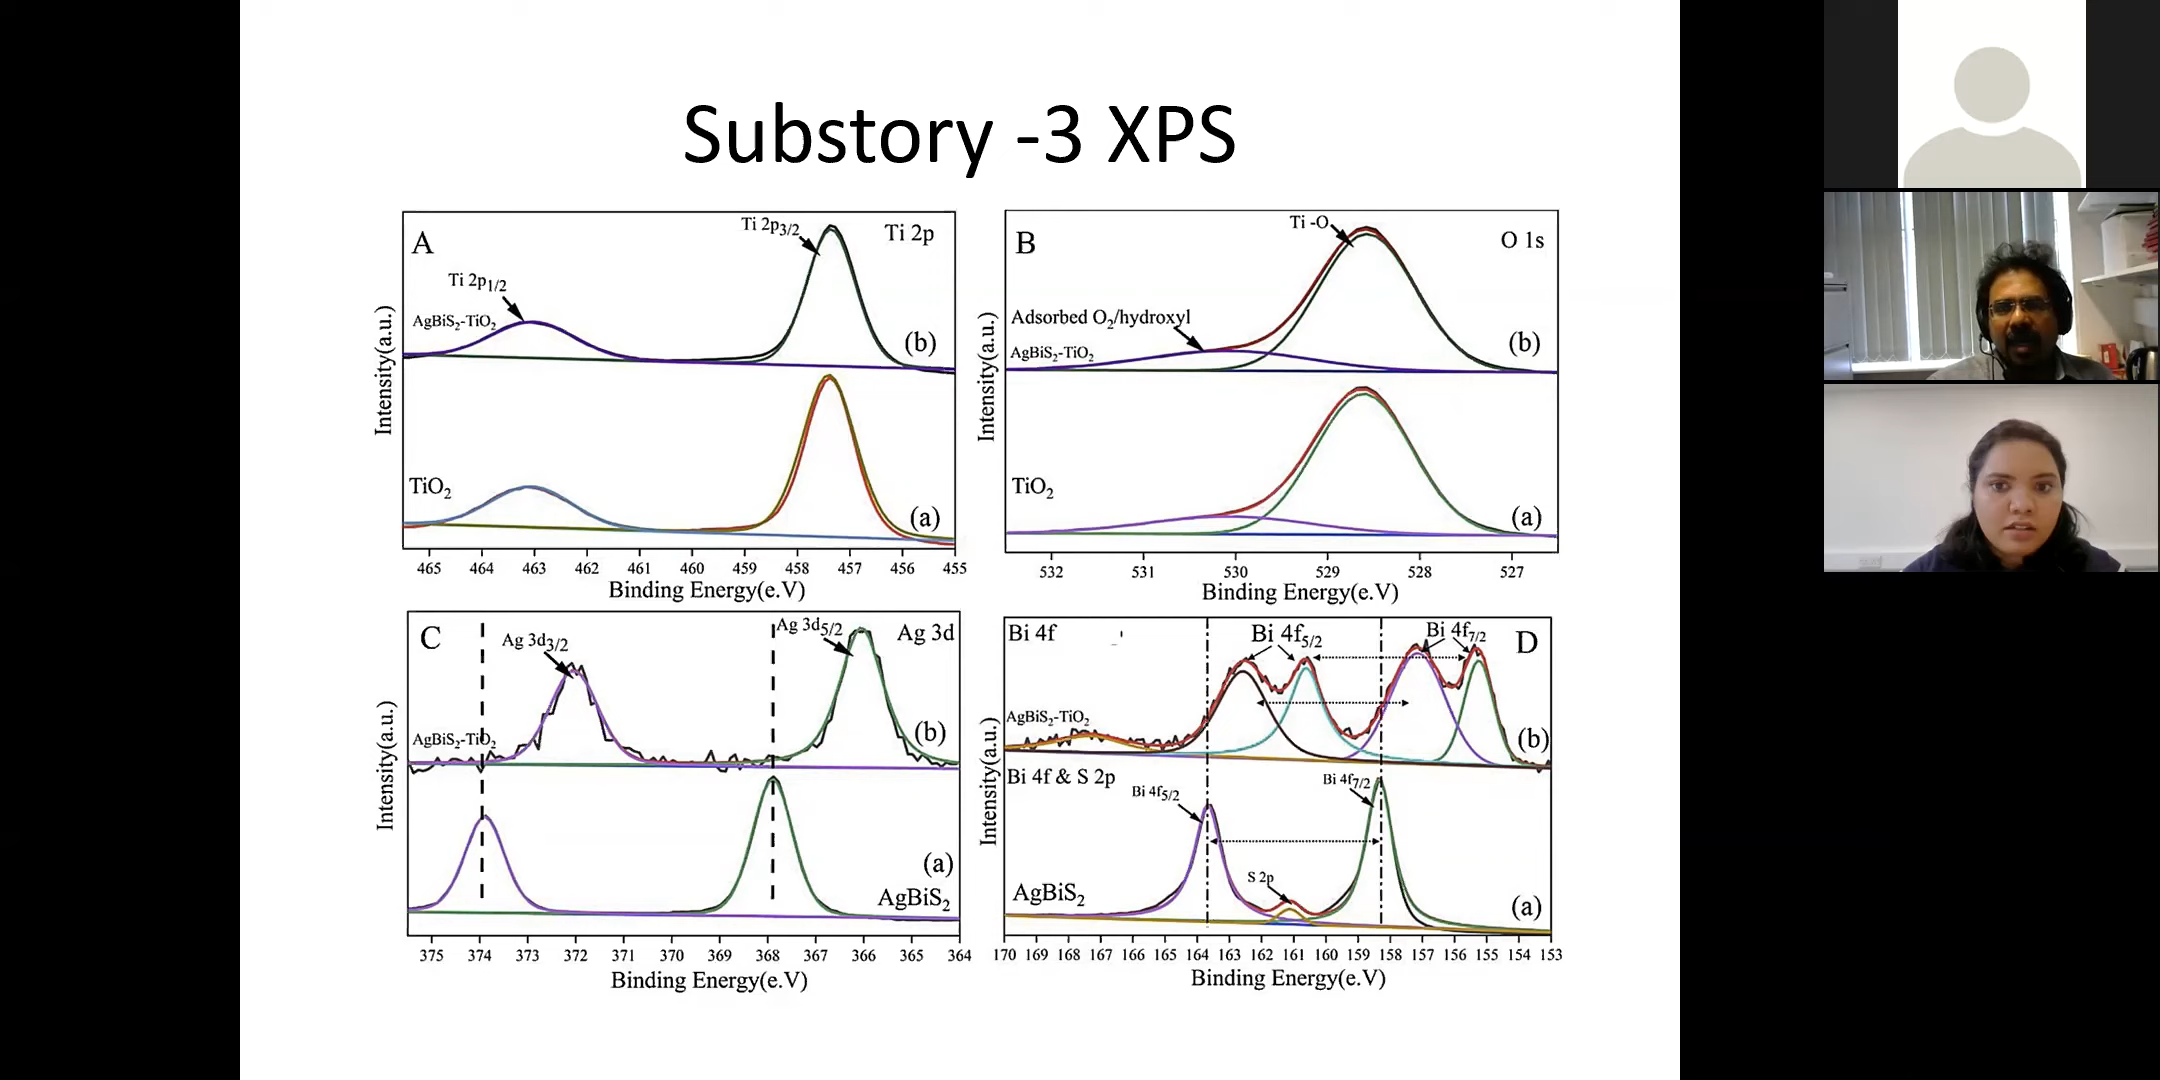 Substory -3 XPS
A
Ti 2p3/2
Ti 2p
Ti 2p1/2
AgBiS2-TiO2
(b)
TiO2
(a)
Intensity(a.u.)
465 464 463 462 461 460 459 458 457 456 455
Binding Energy(e.V)
B
Ti -O
O 1s
Adsorbed O2/hydroxyl
AgBiS2-TiO2
(b)
TiO2
(a)
Intensity(a.u.)
532 531 530 529 528 527
Binding Energy(e.V)
C
Ag 3d3/2
Ag 3d5/2
Ag 3d
AgBiS2-TiO2
(b)
(a)
AgBiS2
Intensity(a.u.)
375 374 373 372 371 370 369 368 367 366 365 364
Binding Energy(e.V)
Bi 4f
Bi 4f5/2
Bi 4f7/2
D
AgBiS2-TiO2
(b)
Bi 4f & S 2p
Bi 4f5/2
Bi 4f7/2
S 2p
AgBiS2
(a)
Intensity(a.u.)
170 169 168 167 166 165 164 163 162 161 160 159 158 157 156 155 154 153
Binding Energy(e.V)